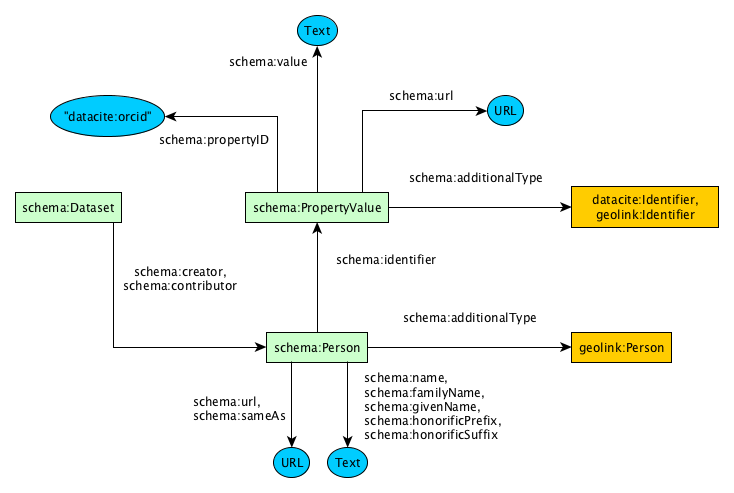 Text
schema:value
schema:url
"datacite:orcid"
URL
schema:propertyID
schema:additionalType
schema:Dataset
schema:PropertyValue
datacite:Identifier,
geolink:Identifier
schema:creator,
schema:contributor
schema:identifier
schema:additionalType
schema:Person
geolink:Person
schema:url,
schema:sameAs
schema:name,
schema:familyName,
schema:givenName,
schema:honorificPrefix,
schema:honorificSuffix
URL
Text